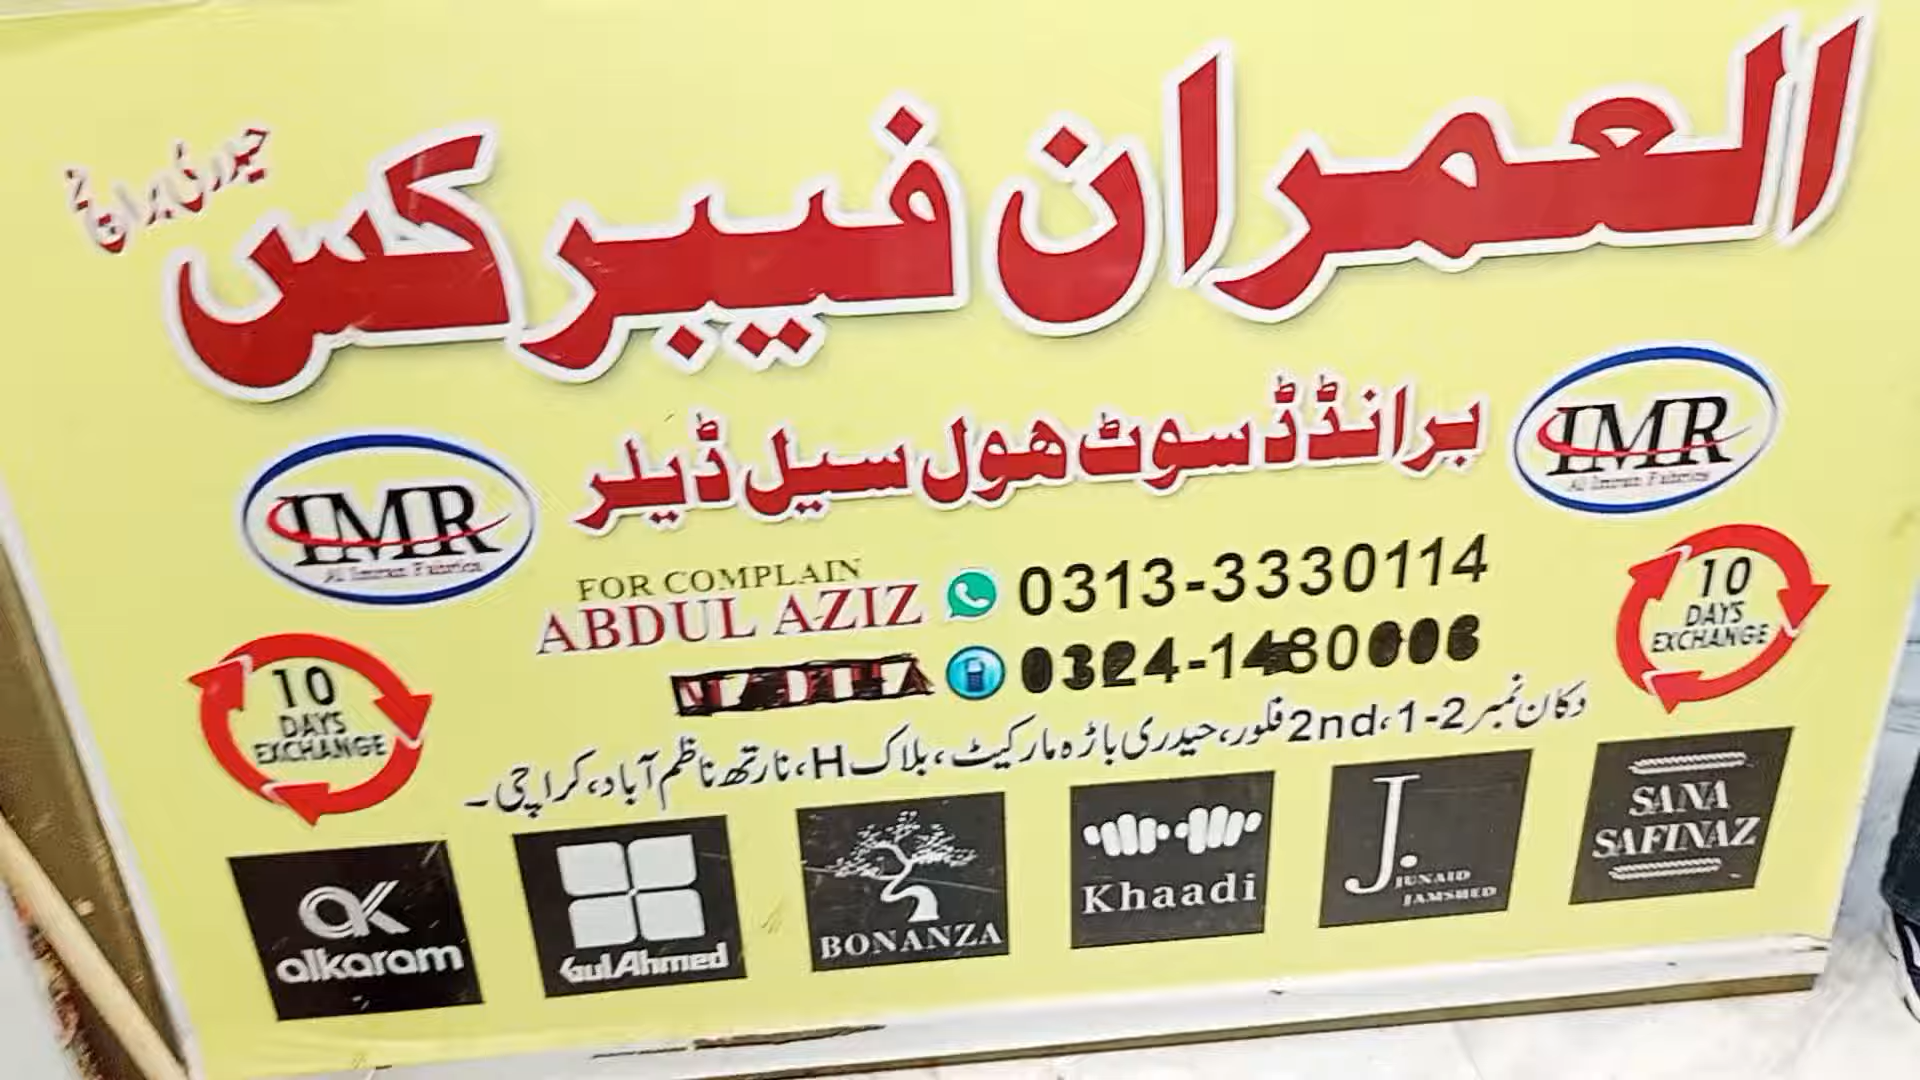 العمران فیبرکس
حیدری برانچ
برانڈڈ سوٹ ھول سیل ڈیلر
IMR
Al Imran Fabrics
IMR
Al Imran Fabrics
FOR COMPLAIN
ABDUL AZIZ 0313-3330114
10
DAYS
EXCHANGE
10
DAYS
EXCHANGE
دکان نمبر 2-1، 2nd فلور، حیدری باڑہ مارکیٹ، بلاک H، نارتھ ناظم آباد، کراچی۔
alkaram
GulAhmed
BONANZA
Khaadi
J.
JUNAID
JAMSHED
SANA
SAFINAZ